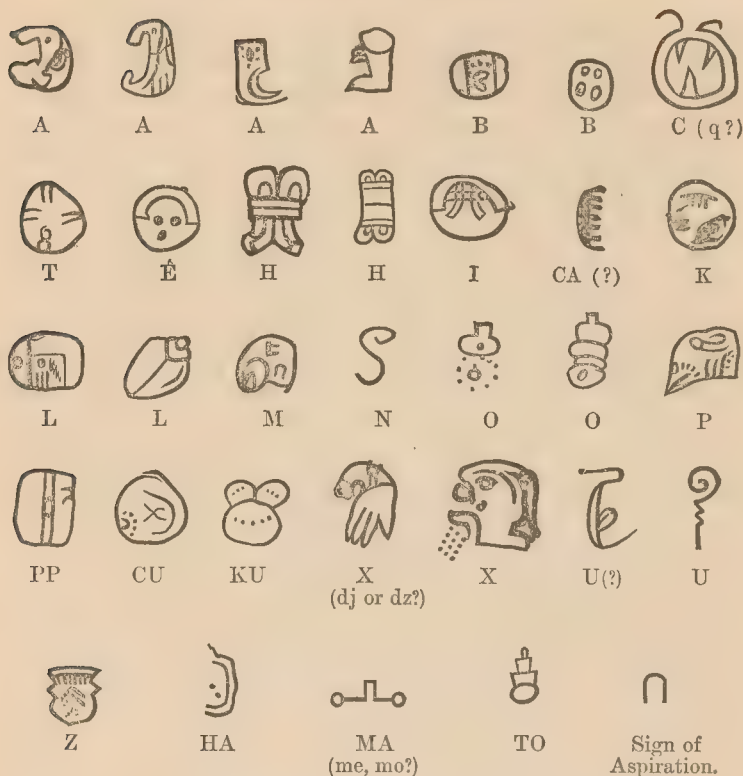 A A A A B B C (q?)
T Ê H H I CA (?) K
L L M N O O P
PP CU KU X X U(?) U
(dj or dz?)
Z HA MA TO Sign of
(me, mo?) Aspiration.